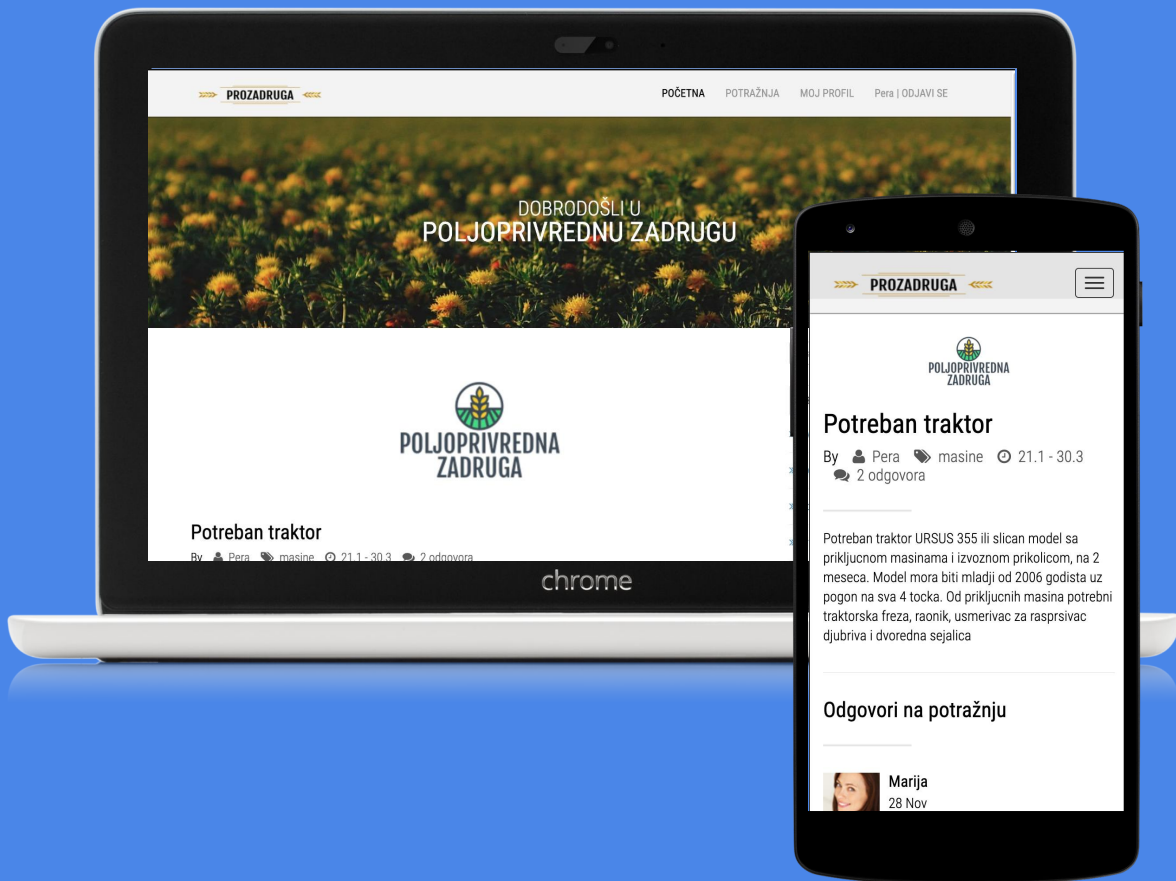 PROZADRUGA
POČETNA POTRAŽNJA MOJ PROFIL Pera | ODJAVI SE
DOBRODOŠLI U
POLJOPRIVREDNU ZADRUGU
POLJOPRIVREDNA
ZADRUGA
Potreban traktor
By Pera masine 21.1 - 30.3 2 odgovora
chrome
PROZADRUGA
POLJOPRIVREDNA
ZADRUGA
Potreban traktor
By Pera masine 21.1 - 30.3
2 odgovora
Potreban traktor URSUS 355 ili slican model sa
prikljucnom masinama i izvoznom prikolicom, na 2
meseca. Model mora biti mladji od 2006 godista uz
pogon na sva 4 tocka. Od prikljucnih masina potrebni
traktorska freza, raonik, usmerivac za rasprsivac
djubriva i dvoredna sejalica
Odgovori na potražnju
Marija
28 Nov